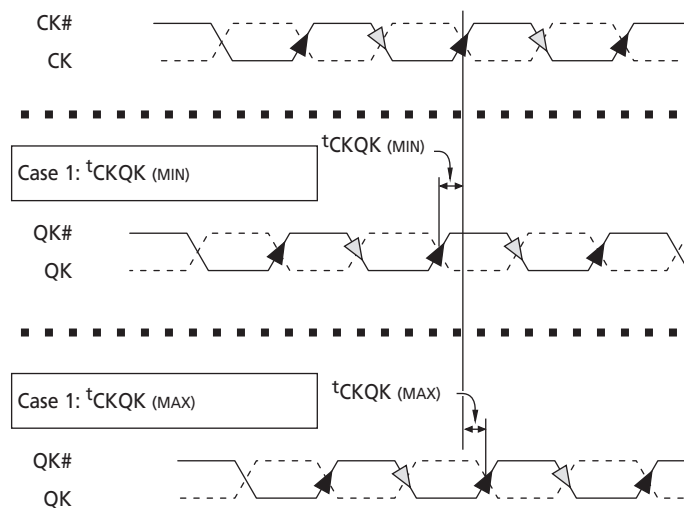 CK#
CK
tCKQK (MIN)
Case 1: tCKQK (MIN)
QK#
QK
Case 1: tCKQK (MAX)
tCKQK (MAX)
QK#
QK